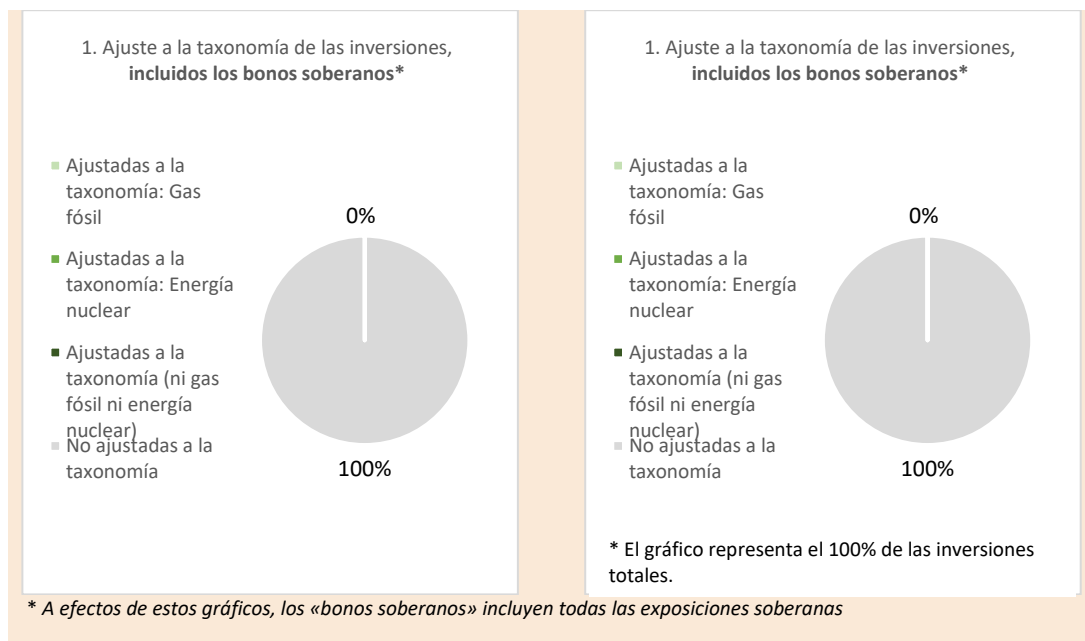 1. Ajuste a la taxonomía de las inversiones,
incluidos los bonos soberanos*
Ajustadas a la
taxonomía: Gas
fósil
Ajustadas a la
taxonomía: Energía
nuclear
Ajustadas a la
taxonomía (ni gas
fósil ni energía
nuclear)
No ajustadas a la
taxonomía
0%
100%
1. Ajuste a la taxonomía de las inversiones,
incluidos los bonos soberanos*
Ajustadas a la
taxonomía: Gas
fósil
Ajustadas a la
taxonomía: Energía
nuclear
Ajustadas a la
taxonomía (ni gas
fósil ni energía
nuclear)
No ajustadas a la
taxonomía
0%
100%
* El gráfico representa el 100% de las inversiones
totales.
* A efectos de estos gráficos, los «bonos soberanos» incluyen todas las exposiciones soberanas